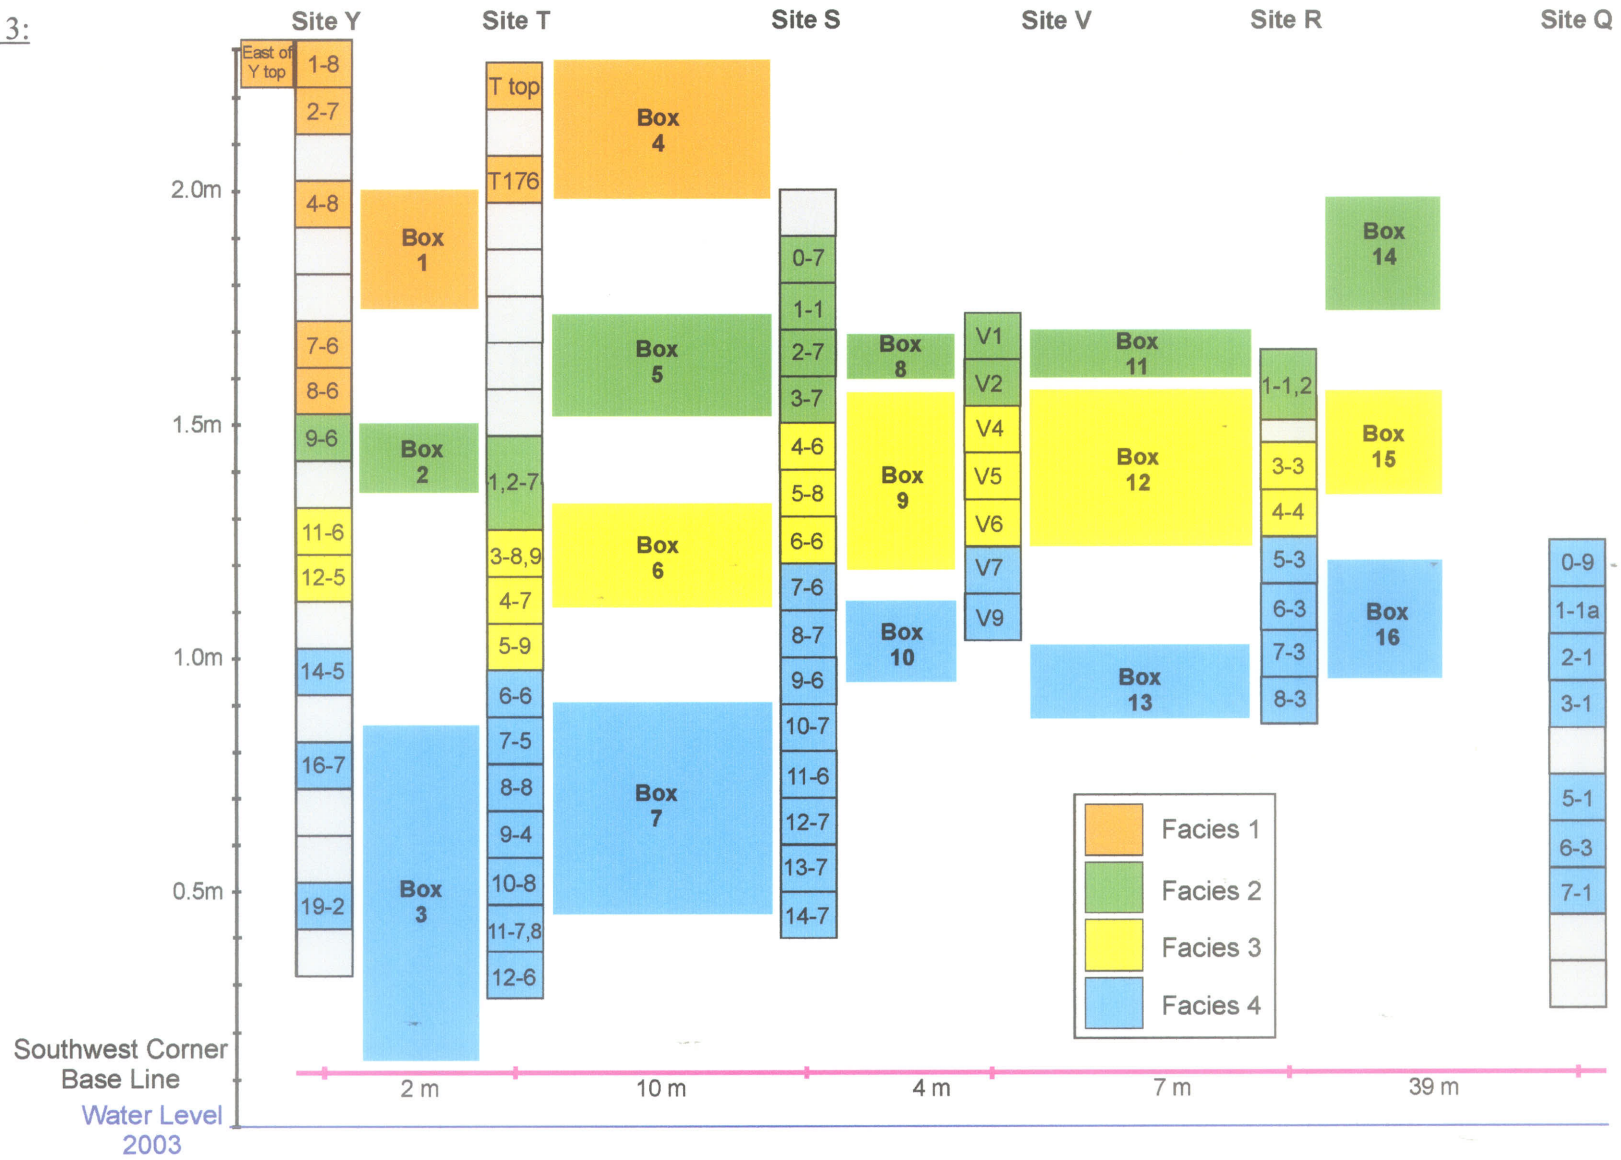 3:
Site Y
Site T
Site S
Site V
Site R
Site Q
East of
Y top
1-8
2-7
4-8
7-6
8-6
9-6
11-6
12-5
14-5
16-7
19-2
Box
1
Box
2
Box
3
T top
T176
1,2-7
3-8,9
4-7
5-9
6-6
7-5
8-8
9-4
10-8
11-7,8
12-6
Box
4
Box
5
Box
6
Box
7
0-7
1-1
2-7
3-7
4-6
5-8
6-6
7-6
8-7
9-6
10-7
11-6
12-7
13-7
14-7
Box
8
Box
9
Box
10
V1
V2
V4
V5
V6
V7
V9
Box
11
Box
12
Box
13
1-1,2
3-3
4-4
5-3
6-3
7-3
8-3
Box
14
Box
15
Box
16
0-9
1-1a
2-1
3-1
5-1
6-3
7-1
2.0m
1.5m
1.0m
0.5m
Facies 1
Facies 2
Facies 3
Facies 4
Southwest Corner
Base Line
2 m
10 m
4 m
7 m
39 m
Water Level
2003